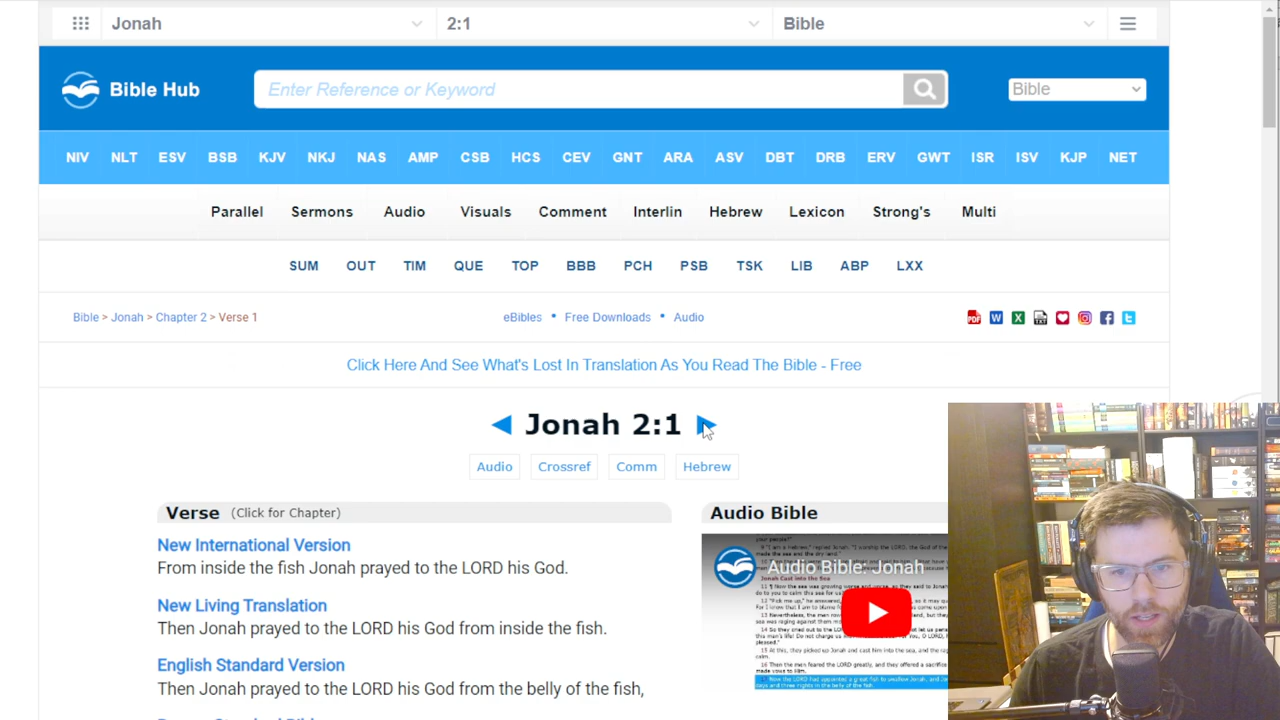 Jonah 2:1 Bible
Bible Hub Enter Reference or Keyword Bible
NIV NLT ESV BSB KJV NKJ NAS AMP CSB HCS CEV GNT ARA ASV DBT DRB ERV GWT ISR ISV KJP NET
Parallel Sermons Audio Visuals Comment Interlin Hebrew Lexicon Strong's Multi
SUM OUT TIM QUE TOP BBB PCH PSB TSK LIB ABP LXX
Bible > Jonah > Chapter 2 > Verse 1 eBibles • Free Downloads • Audio
Click Here And See What's Lost In Translation As You Read The Bible - Free
Jonah 2:1
Audio Crossref Comm Hebrew
Verse (Click for Chapter)
New International Version
From inside the fish Jonah prayed to the LORD his God.
New Living Translation
Then Jonah prayed to the LORD his God from inside the fish.
English Standard Version
Then Jonah prayed to the LORD his God from the belly of the fish,
Audio Bible
Audio Bible: Jonah
Jonah Cast into the Sea